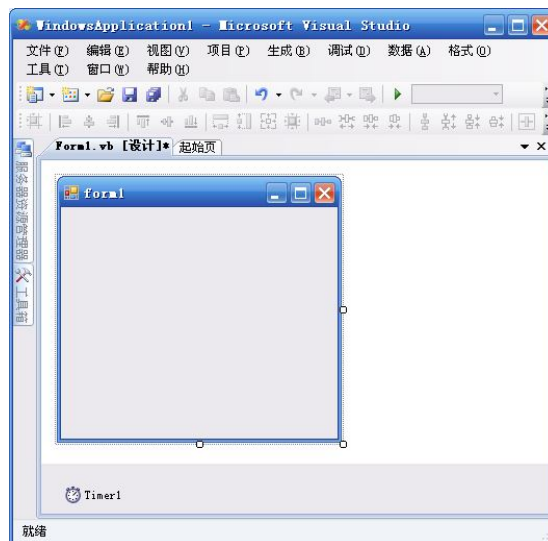 WindowsApplication1 - Microsoft Visual Studio
文件(F) 编辑(E) 视图(V) 项目(P) 生成(B) 调试(D) 数据(A) 格式(O)
工具(T) 窗口(W) 帮助(H)
Form1.vb [设计]* 起始页
服务器资源管理器
工具箱
form1
Timer1
就绪